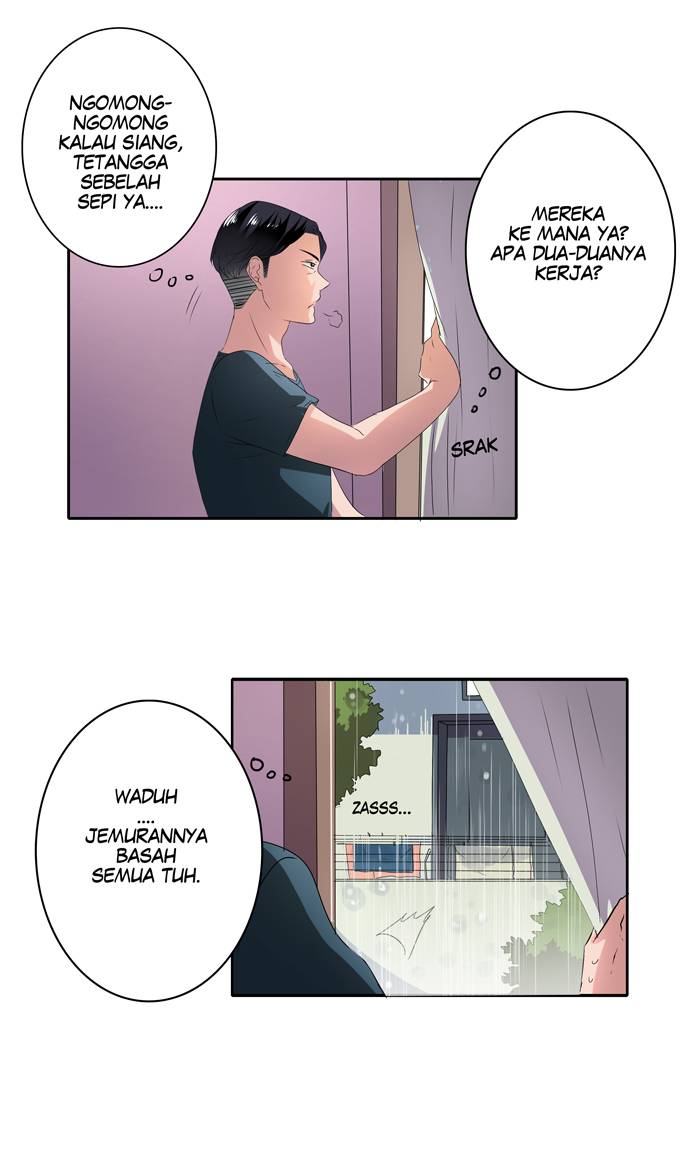 NGOMONG-
NGOMONG
KALAU SIANG,
TETANGGA
SEBELAH
SEPI YA....
MEREKA
KE MANA YA?
APA DUA-DUANYA
KERJA?
SRAK
WADUH
....
JEMURANNYA
BASAH
SEMUA TUH.
ZASSS...